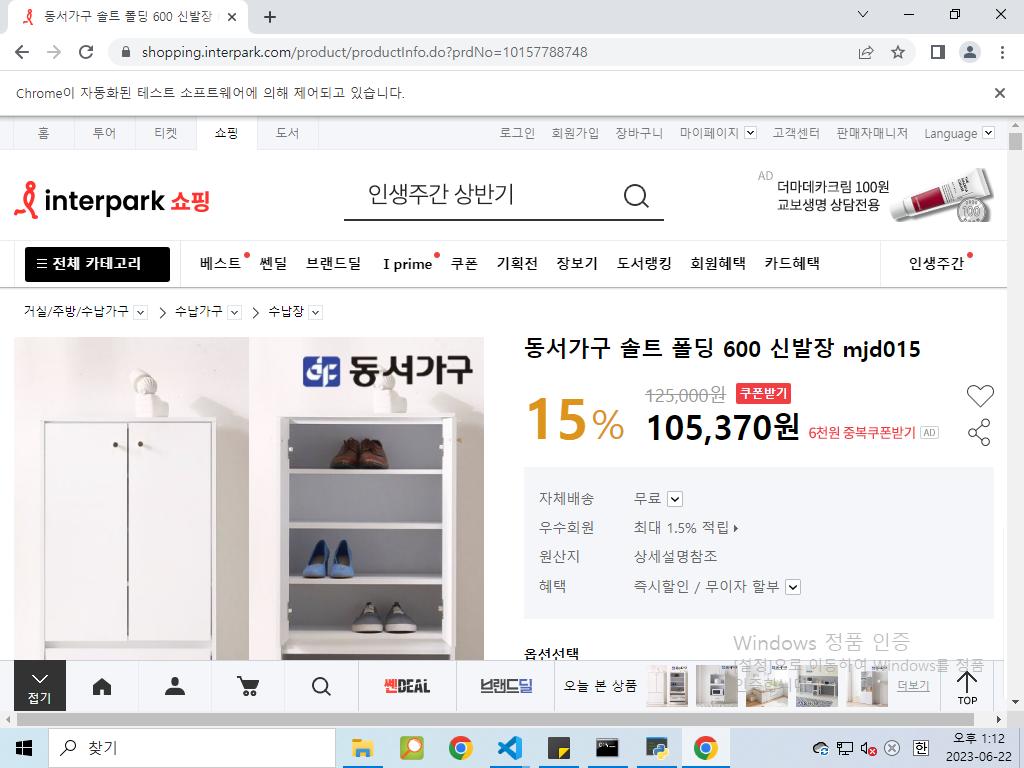 동서가구 솔트 폴딩 600 신발장
shopping.interpark.com/product/productInfo.do?prdNo=10157788748
Chrome이 자동화된 테스트 소프트웨어에 의해 제어되고 있습니다.
홈 투어 티켓 쇼핑 도서 로그인 회원가입 장바구니 마이페이지 고객센터 판매자매니저 Language
interpark 쇼핑
인생주간 상반기
AD
더마데카크림 100원
교보생명 상담전용
100
전체 카테고리 베스트 쎈딜 브랜드딜 I prime 쿠폰 기획전 장보기 도서랭킹 회원혜택 카드혜택 인생주간
거실/주방/수납가구 수납가구 수납장
동서가구
동서가구 솔트 폴딩 600 신발장 mjd015
15%
125,000원 쿠폰받기
105,370원 6천원 중복쿠폰받기 AD
자체배송 무료
우수회원 최대 1.5% 적립
원산지 상세설명참조
혜택 즉시할인 / 무이자 할부
옵션선택
Windows 정품 인증
[설정]으로 이동하여 Windows를 정품
인증합니다.
접기
쎈DEAL 브랜드딜 오늘 본 상품 더보기
TOP
찾기
한
오후 1:12
2023-06-22